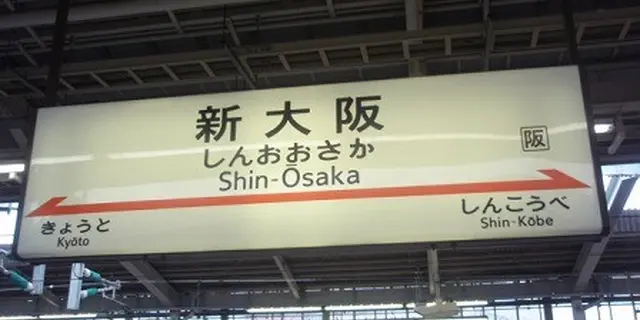 新大阪
しんおおさか
Shin-Ōsaka
阪
きょうと
Kyōto
しんこうべ
Shin-Kōbe